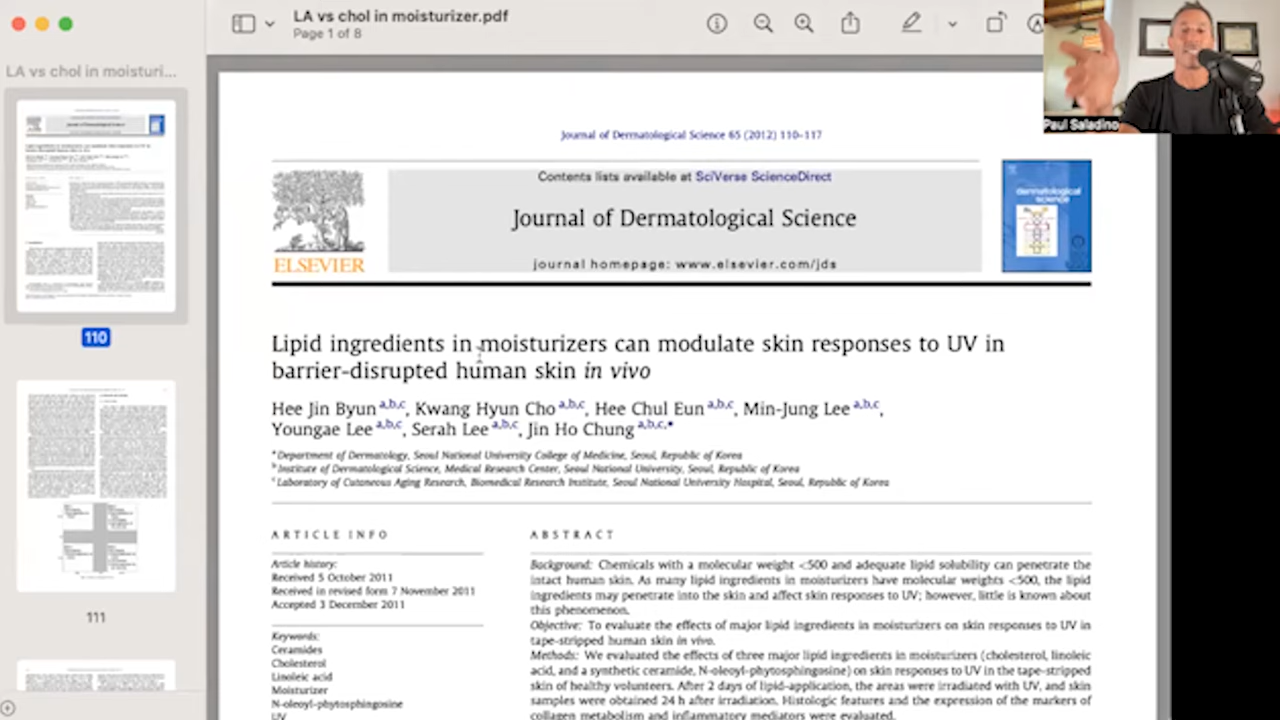 LA vs chol in moisturizer.pdf
Page 1 of 8
LA vs chol in moisturi...
110
111
Paul Saladino
Journal of Dermatological Science 65 (2012) 110–117
Contents lists available at SciVerse ScienceDirect
Journal of Dermatological Science
journal homepage: www.elsevier.com/jds
ELSEVIER
dermatological
science
Lipid ingredients in moisturizers can modulate skin responses to UV in
barrier-disrupted human skin in vivo
Hee Jin Byun a,b,c, Kwang Hyun Cho a,b,c, Hee Chul Eun a,b,c, Min-Jung Lee a,b,c,
Youngae Lee a,b,c, Serah Lee a,b,c, Jin Ho Chung a,b,c,*
a Department of Dermatology, Seoul National University College of Medicine, Seoul, Republic of Korea
b Institute of Dermatological Science, Medical Research Center, Seoul National University, Seoul, Republic of Korea
c Laboratory of Cutaneous Aging Research, Biomedical Research Institute, Seoul National University Hospital, Seoul, Republic of Korea
ARTICLE INFO
Article history:
Received 5 October 2011
Received in revised form 7 November 2011
Accepted 3 December 2011
Keywords:
Ceramides
Cholesterol
Linoleic acid
Moisturizer
N-oleoyl-phytosphingosine
UV
ABSTRACT
Background: Chemicals with a molecular weight <500 and adequate lipid solubility can penetrate the
intact human skin. As many lipid ingredients in moisturizers have molecular weights <500, the lipid
ingredients may penetrate into the skin and affect skin responses to UV; however, little is known about
this phenomenon.
Objective: To evaluate the effects of major lipid ingredients in moisturizers on skin responses to UV in
tape-stripped human skin in vivo.
Methods: We evaluated the effects of three major lipid ingredients in moisturizers (cholesterol, linoleic
acid, and a synthetic ceramide, N-oleoyl-phytosphingosine) on skin responses to UV in the tape-stripped
skin of healthy volunteers. After 2 days of lipid-application, the areas were irradiated with UV, and skin
samples were obtained 24 h after irradiation. Histologic features and the expression of the markers of
collagen metabolism and inflammatory mediators were evaluated.